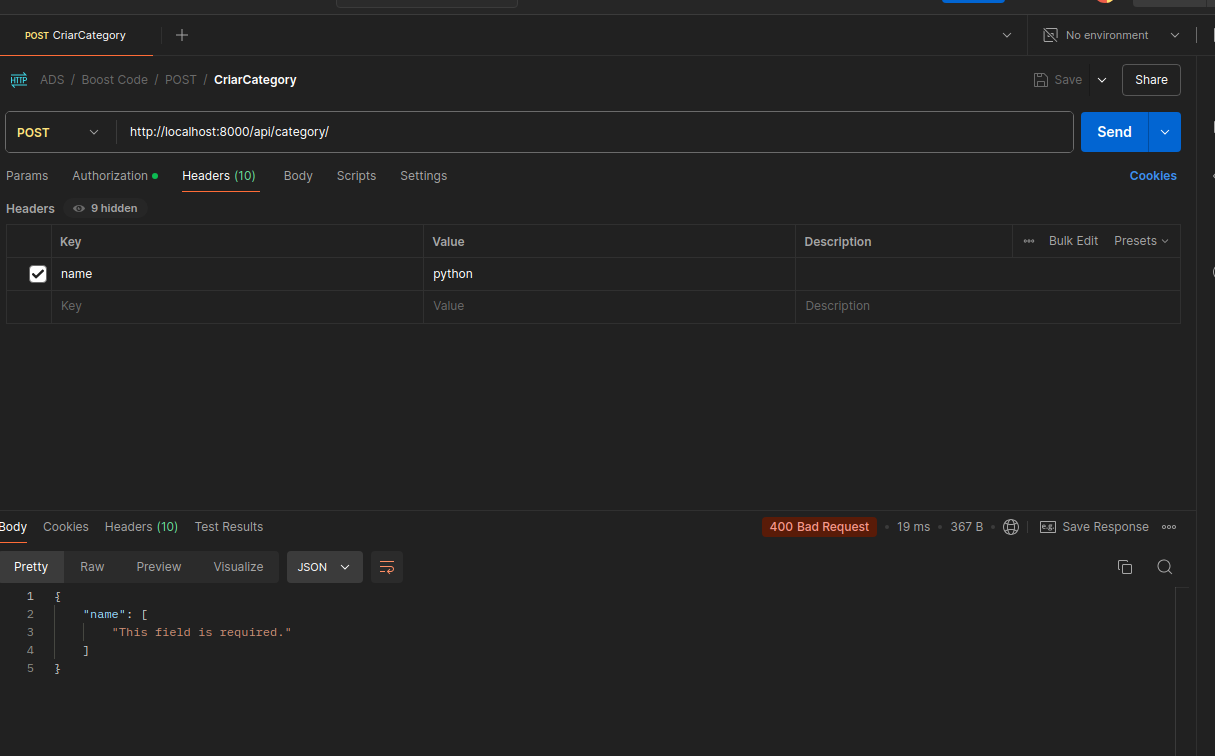 POST CriarCategory
No environment
HTTP ADS / Boost Code / POST / CriarCategory
Save
Share
POST http://localhost:8000/api/category/
Send
Params Authorization Headers (10) Body Scripts Settings
Cookies
Headers 9 hidden
Key Value Description Bulk Edit Presets
name python
Key Value Description
Body Cookies Headers (10) Test Results
400 Bad Request 19 ms 367 B e.g. Save Response
Pretty Raw Preview Visualize JSON
1 {
2 "name": [
3 "This field is required."
4 ]
5 }